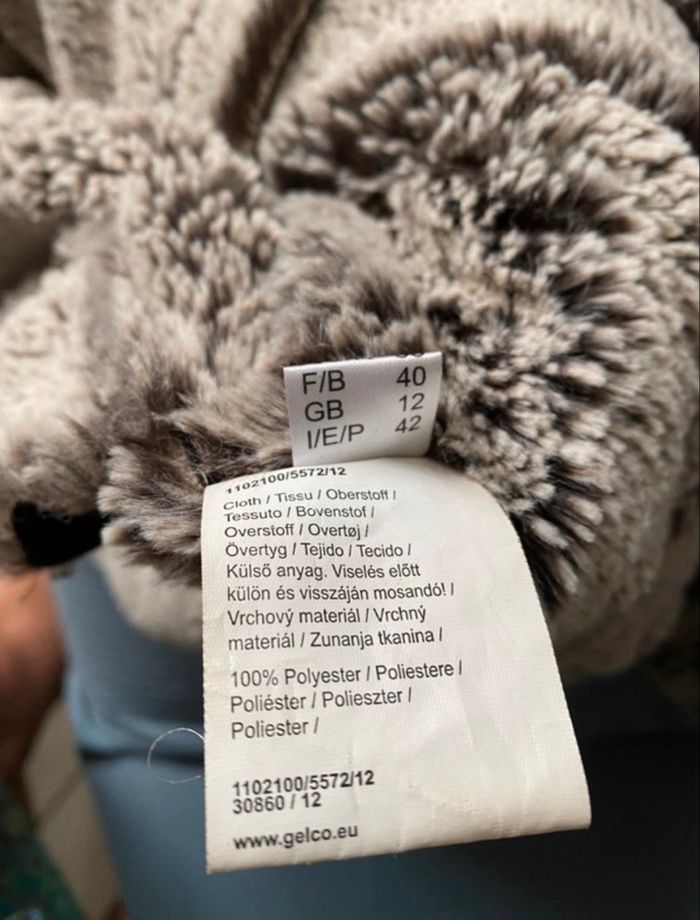 F/B 40
GB 12
I/E/P 42
1102100/5572/12
Cloth / Tissu / Oberstoff /
Tessuto / Bovenstof /
Overstoff / Overtøj /
Övertyg / Tejido / Tecido /
Külső anyag. Viselés előtt
külön és visszáján mosandó! /
Vrchový materiál / Vrchný
materiál / Zunanja tkanina /
100% Polyester / Poliestere /
Poliéster / Polieszter /
Poliester /
1102100/5572/12
30860 / 12
www.gelco.eu